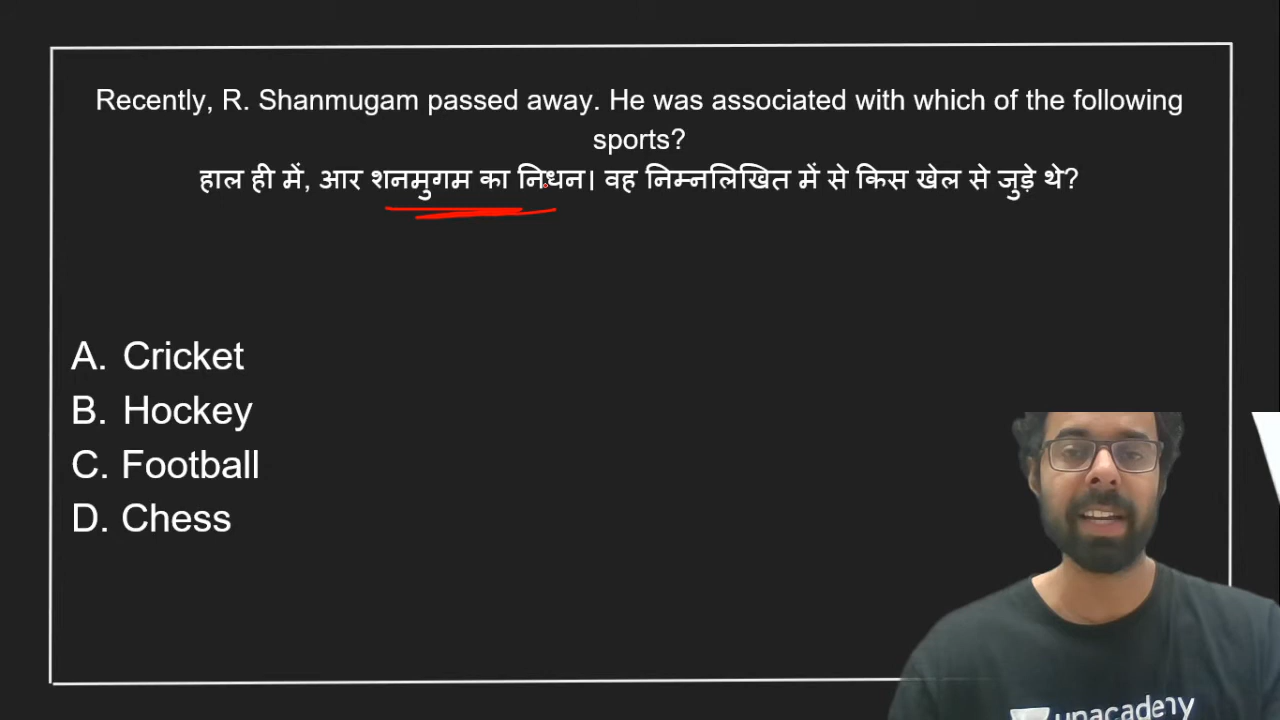 Recently, R. Shanmugam passed away. He was associated with which of the following
sports?
हाल ही में, आर शनमुगम का निधन। वह निम्नलिखित में से किस खेल से जुड़े थे?
A. Cricket
B. Hockey
C. Football
D. Chess
unacademy